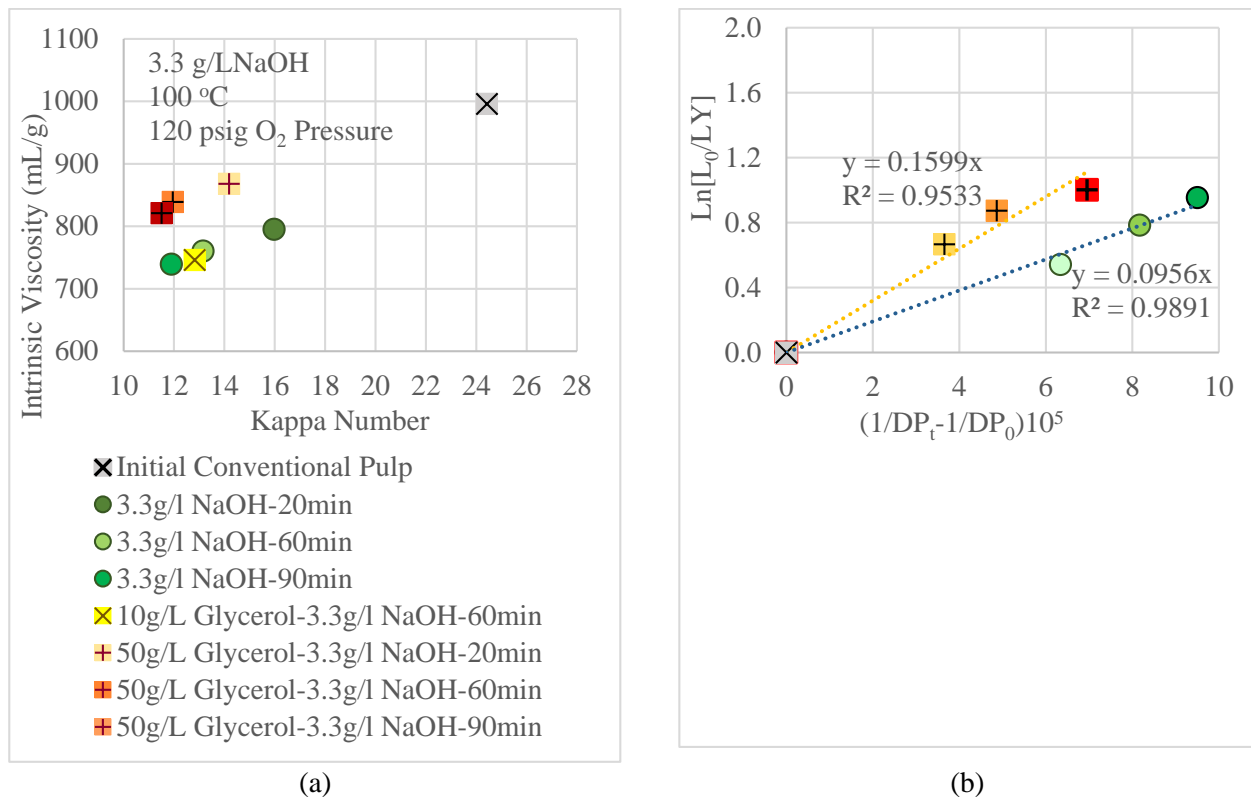 1100
1000
900
800
700
600
Intrinsic Viscosity (mL/g)
3.3 g/LNaOH
100 °C
120 psig O₂ Pressure
10 12 14 16 18 20 22 24 26 28
Kappa Number
Initial Conventional Pulp
3.3g/l NaOH-20min
3.3g/l NaOH-60min
3.3g/l NaOH-90min
10g/L Glycerol-3.3g/l NaOH-60min
50g/L Glycerol-3.3g/l NaOH-20min
50g/L Glycerol-3.3g/l NaOH-60min
50g/L Glycerol-3.3g/l NaOH-90min
(a)
2.0
1.6
1.2
0.8
0.4
0.0
Ln[L₀/LY]
y = 0.1599x
R² = 0.9533
y = 0.0956x
R² = 0.9891
0 2 4 6 8 10
(1/DPₜ-1/DP₀)10⁵
(b)